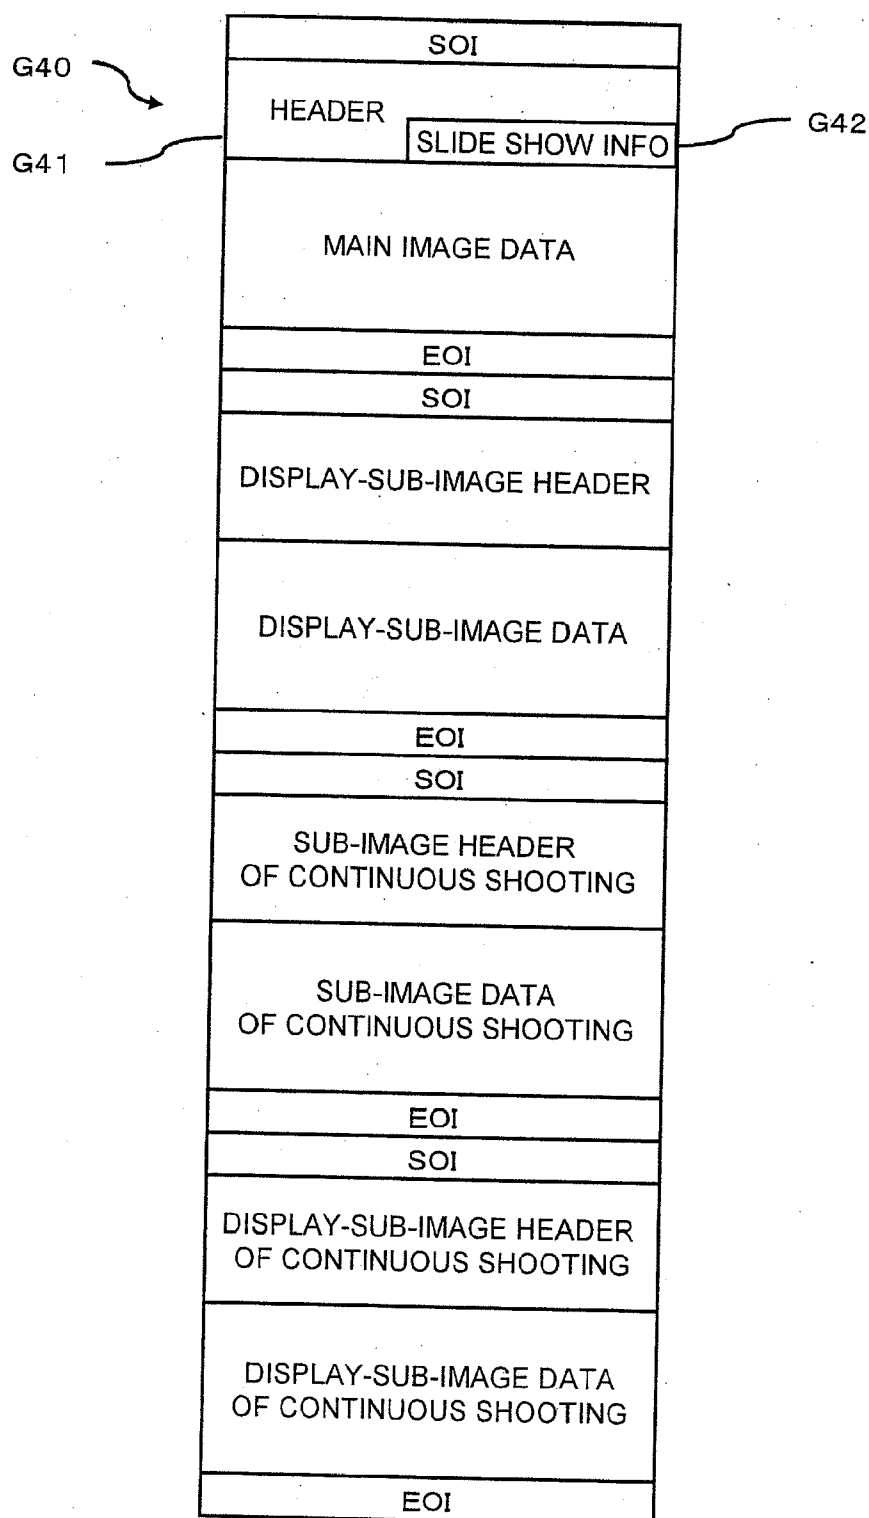 SOI
G40
HEADER
SLIDE SHOW INFO
G42
G41
MAIN IMAGE DATA
EOI
SOI
DISPLAY-SUB-IMAGE HEADER
DISPLAY-SUB-IMAGE DATA
EOI
SOI
SUB-IMAGE HEADER
OF CONTINUOUS SHOOTING
SUB-IMAGE DATA
OF CONTINUOUS SHOOTING
EOI
SOI
DISPLAY-SUB-IMAGE HEADER
OF CONTINUOUS SHOOTING
DISPLAY-SUB-IMAGE DATA
OF CONTINUOUS SHOOTING
EOI